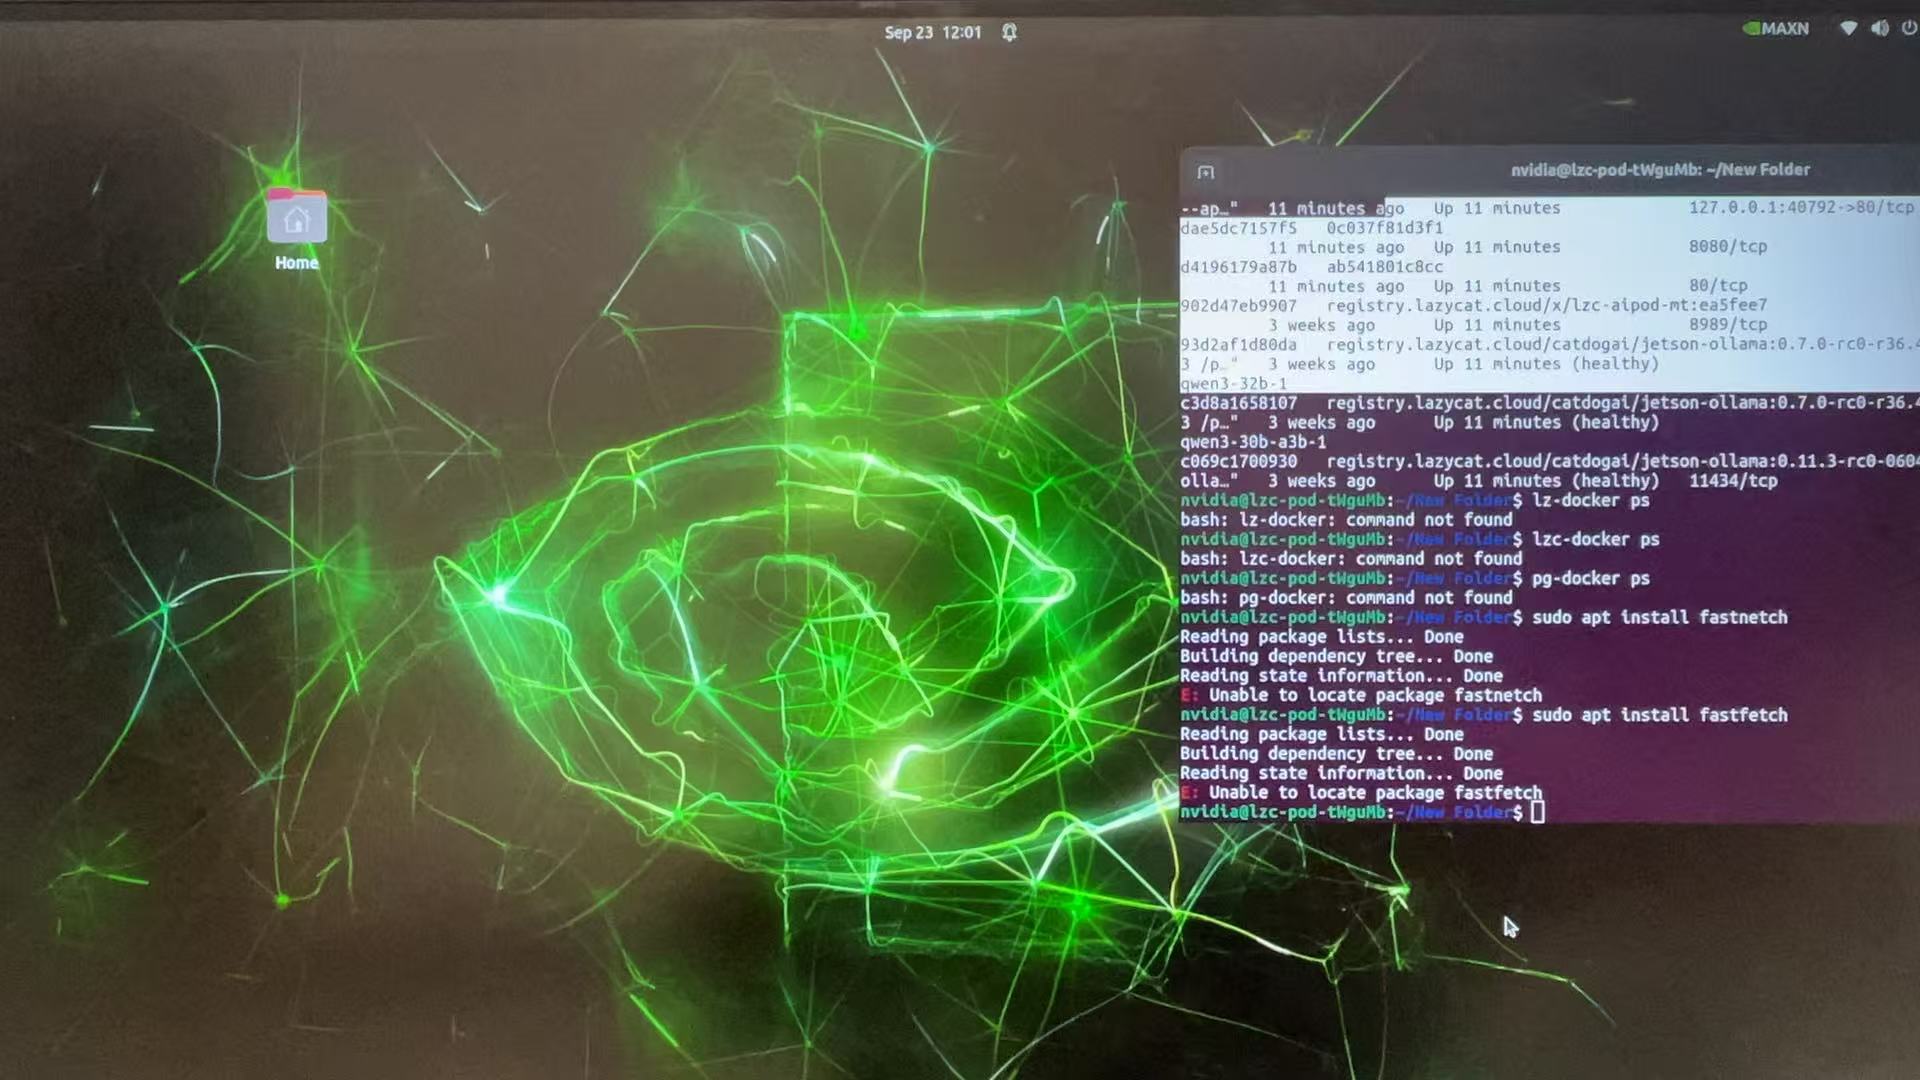 Sep 23 12:01
MAXN
Home
nvidia@lzc-pod-tWguMb: ~/New Folder
--ap…" 11 minutes ago Up 11 minutes 127.0.0.1:40792->80/tcp
dae5dc7157f5 0c037f81d3f1
11 minutes ago Up 11 minutes 8080/tcp
d4196179a87b ab541801c8cc
11 minutes ago Up 11 minutes 80/tcp
902d47eb9907 registry.lazycat.cloud/x/lzc-aipod-mt:ea5fee7
3 weeks ago Up 11 minutes 8989/tcp
93d2af1d80da registry.lazycat.cloud/catdogai/jetson-ollama:0.7.0-rc0-r36.4
3 /p…" 3 weeks ago Up 11 minutes (healthy)
qwen3-32b-1
c3d8a1658107 registry.lazycat.cloud/catdogai/jetson-ollama:0.7.0-rc0-r36.4
3 /p…" 3 weeks ago Up 11 minutes (healthy)
qwen3-30b-a3b-1
c069c1700930 registry.lazycat.cloud/catdogai/jetson-ollama:0.11.3-rc0-0604
olla…" 3 weeks ago Up 11 minutes (healthy) 11434/tcp
nvidia@lzc-pod-tWguMb:~/New Folder$ lz-docker ps
bash: lz-docker: command not found
nvidia@lzc-pod-tWguMb:~/New Folder$ lzc-docker ps
bash: lzc-docker: command not found
nvidia@lzc-pod-tWguMb:~/New Folder$ pg-docker ps
bash: pg-docker: command not found
nvidia@lzc-pod-tWguMb:~/New Folder$ sudo apt install fastnetch
Reading package lists... Done
Building dependency tree... Done
Reading state information... Done
E: Unable to locate package fastnetch
nvidia@lzc-pod-tWguMb:~/New Folder$ sudo apt install fastfetch
Reading package lists... Done
Building dependency tree... Done
Reading state information... Done
E: Unable to locate package fastfetch
nvidia@lzc-pod-tWguMb:~/New Folder$